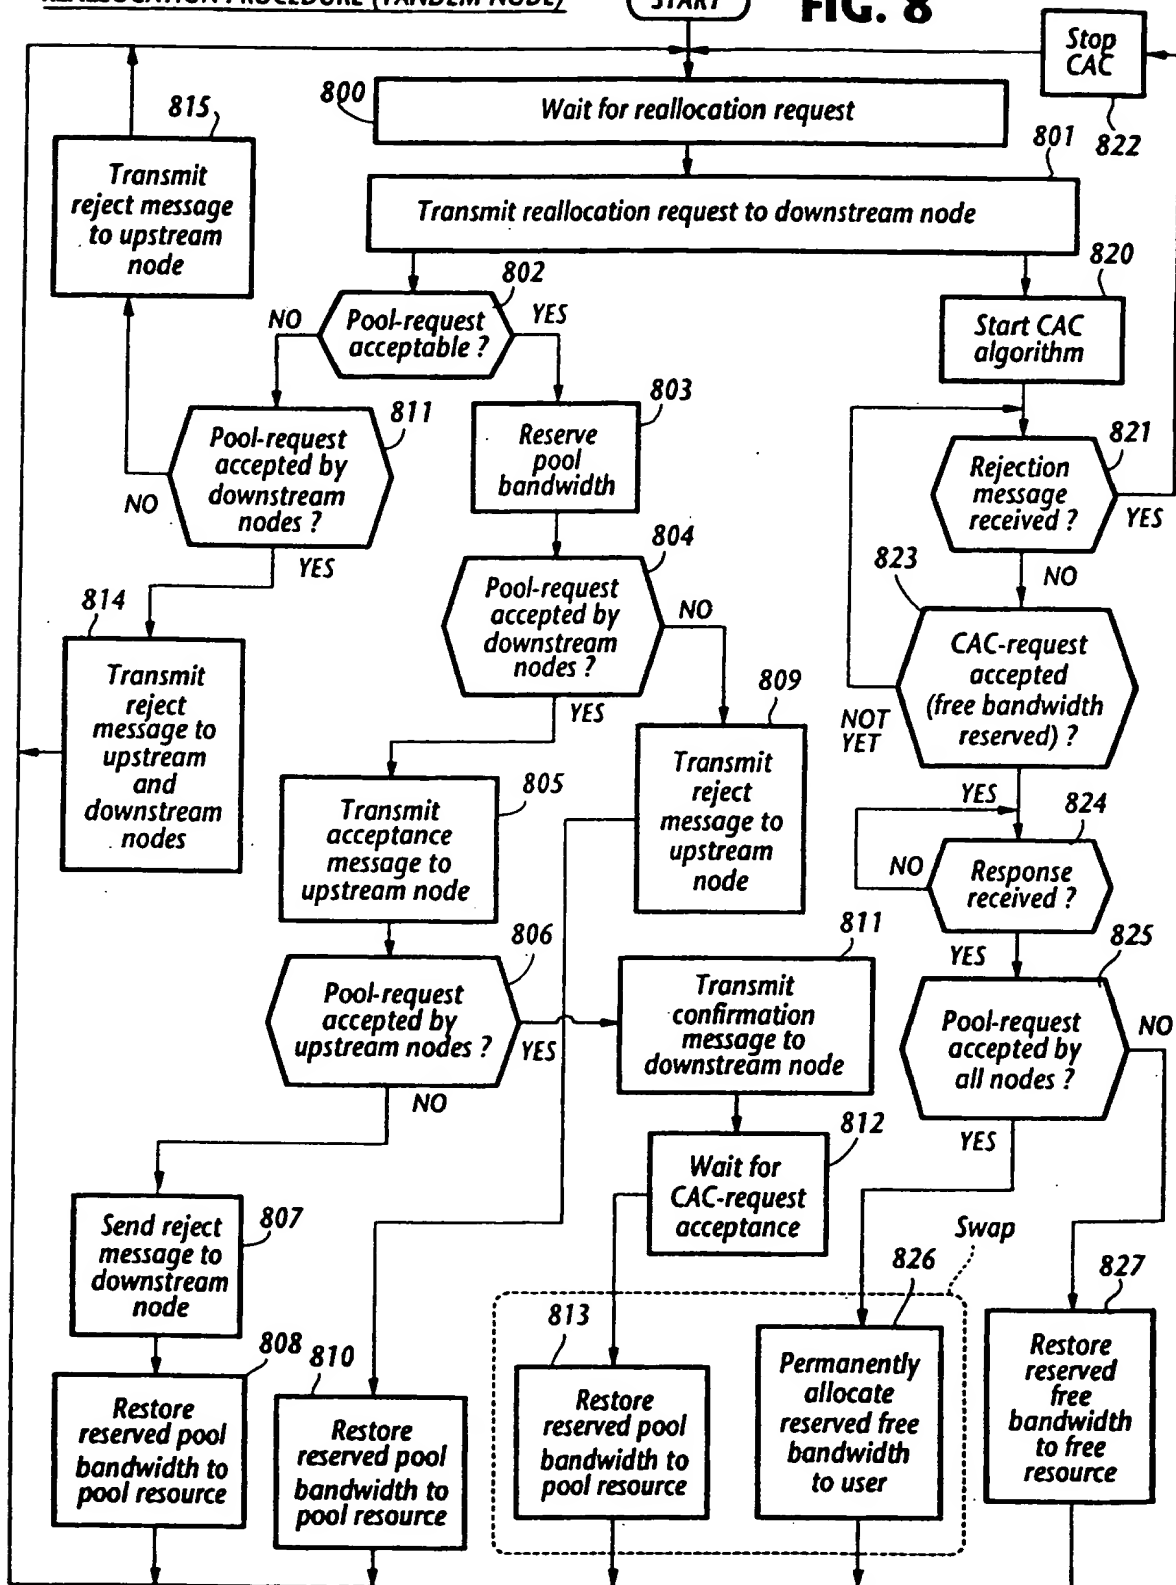 REALLOCATION PROCEDURE (TANDEM NODE)
START
FIG. 8
Stop
CAC
822
800
Wait for reallocation request
815
Transmit
reject message
to upstream
node
801
Transmit reallocation request to downstream node
802
NO
Pool-request
acceptable ?
YES
820
Start CAC
algorithm
811
Pool-request
accepted by
downstream
nodes ?
NO
YES
803
Reserve
pool
bandwidth
821
Rejection
message
received ?
YES
NO
804
Pool-request
accepted by
downstream
nodes ?
NO
YES
823
CAC-request
accepted
(free bandwidth
reserved) ?
NOT
YET
YES
814
Transmit
reject
message to
upstream
and
downstream
nodes
809
Transmit
reject
message to
upstream
node
805
Transmit
acceptance
message to
upstream node
824
NO
Response
received ?
YES
806
Pool-request
accepted by
upstream nodes ?
YES
NO
811
Transmit
confirmation
message to
downstream node
825
Pool-request
accepted by
all nodes ?
NO
YES
812
Wait for
CAC-request
acceptance
807
Send reject
message to
downstream
node
Swap
808
Restore
reserved pool
bandwidth to
pool resource
810
Restore
reserved pool
bandwidth to
pool resource
813
Restore
reserved pool
bandwidth to
pool resource
826
Permanently
allocate
reserved free
bandwidth
to user
827
Restore
reserved
free
bandwidth
to free
resource